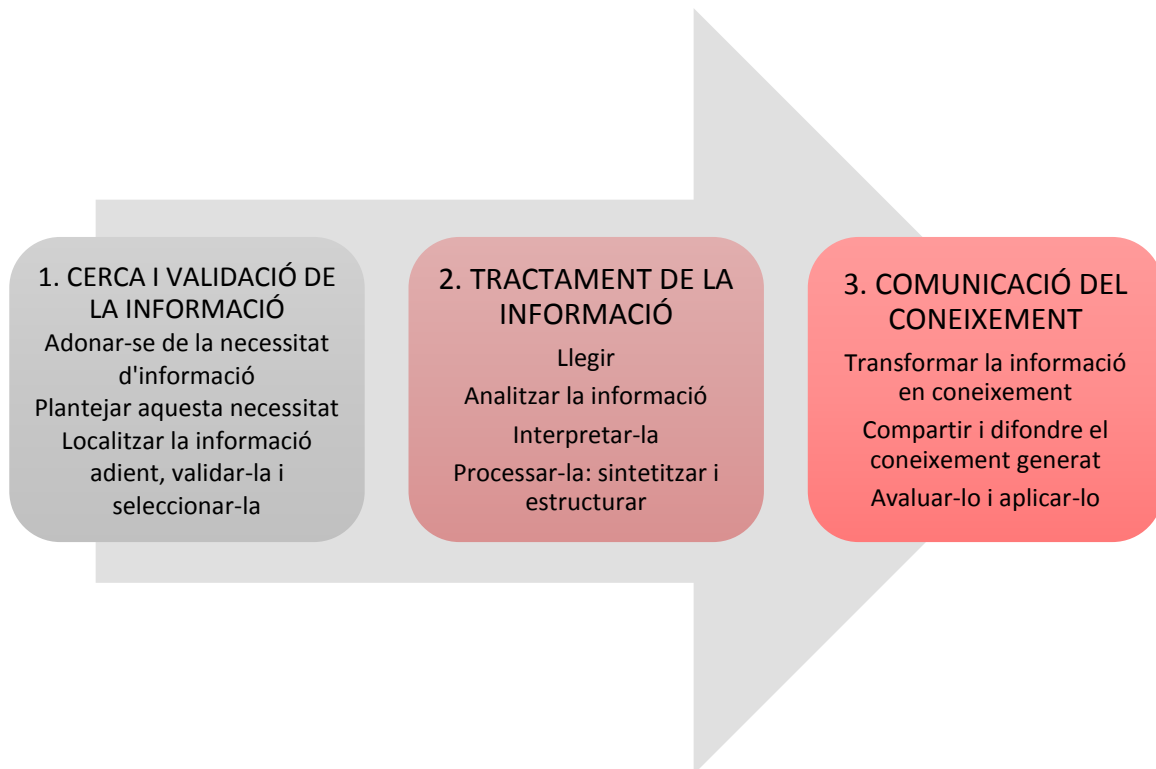 1. CERCA I VALIDACIÓ DE
LA INFORMACIÓ
Adonar-se de la necessitat
d'informació
Plantejar aquesta necessitat
Localitzar la informació
adient, validar-la i
seleccionar-la
2. TRACTAMENT DE LA
INFORMACIÓ
Llegir
Analitzar la informació
Interpretar-la
Processar-la: sintetitzar i
estructurar
3. COMUNICACIÓ DEL
CONEIXEMENT
Transformar la informació
en coneixement
Compartir i difondre el
coneixement generat
Avaluar-lo i aplicar-lo